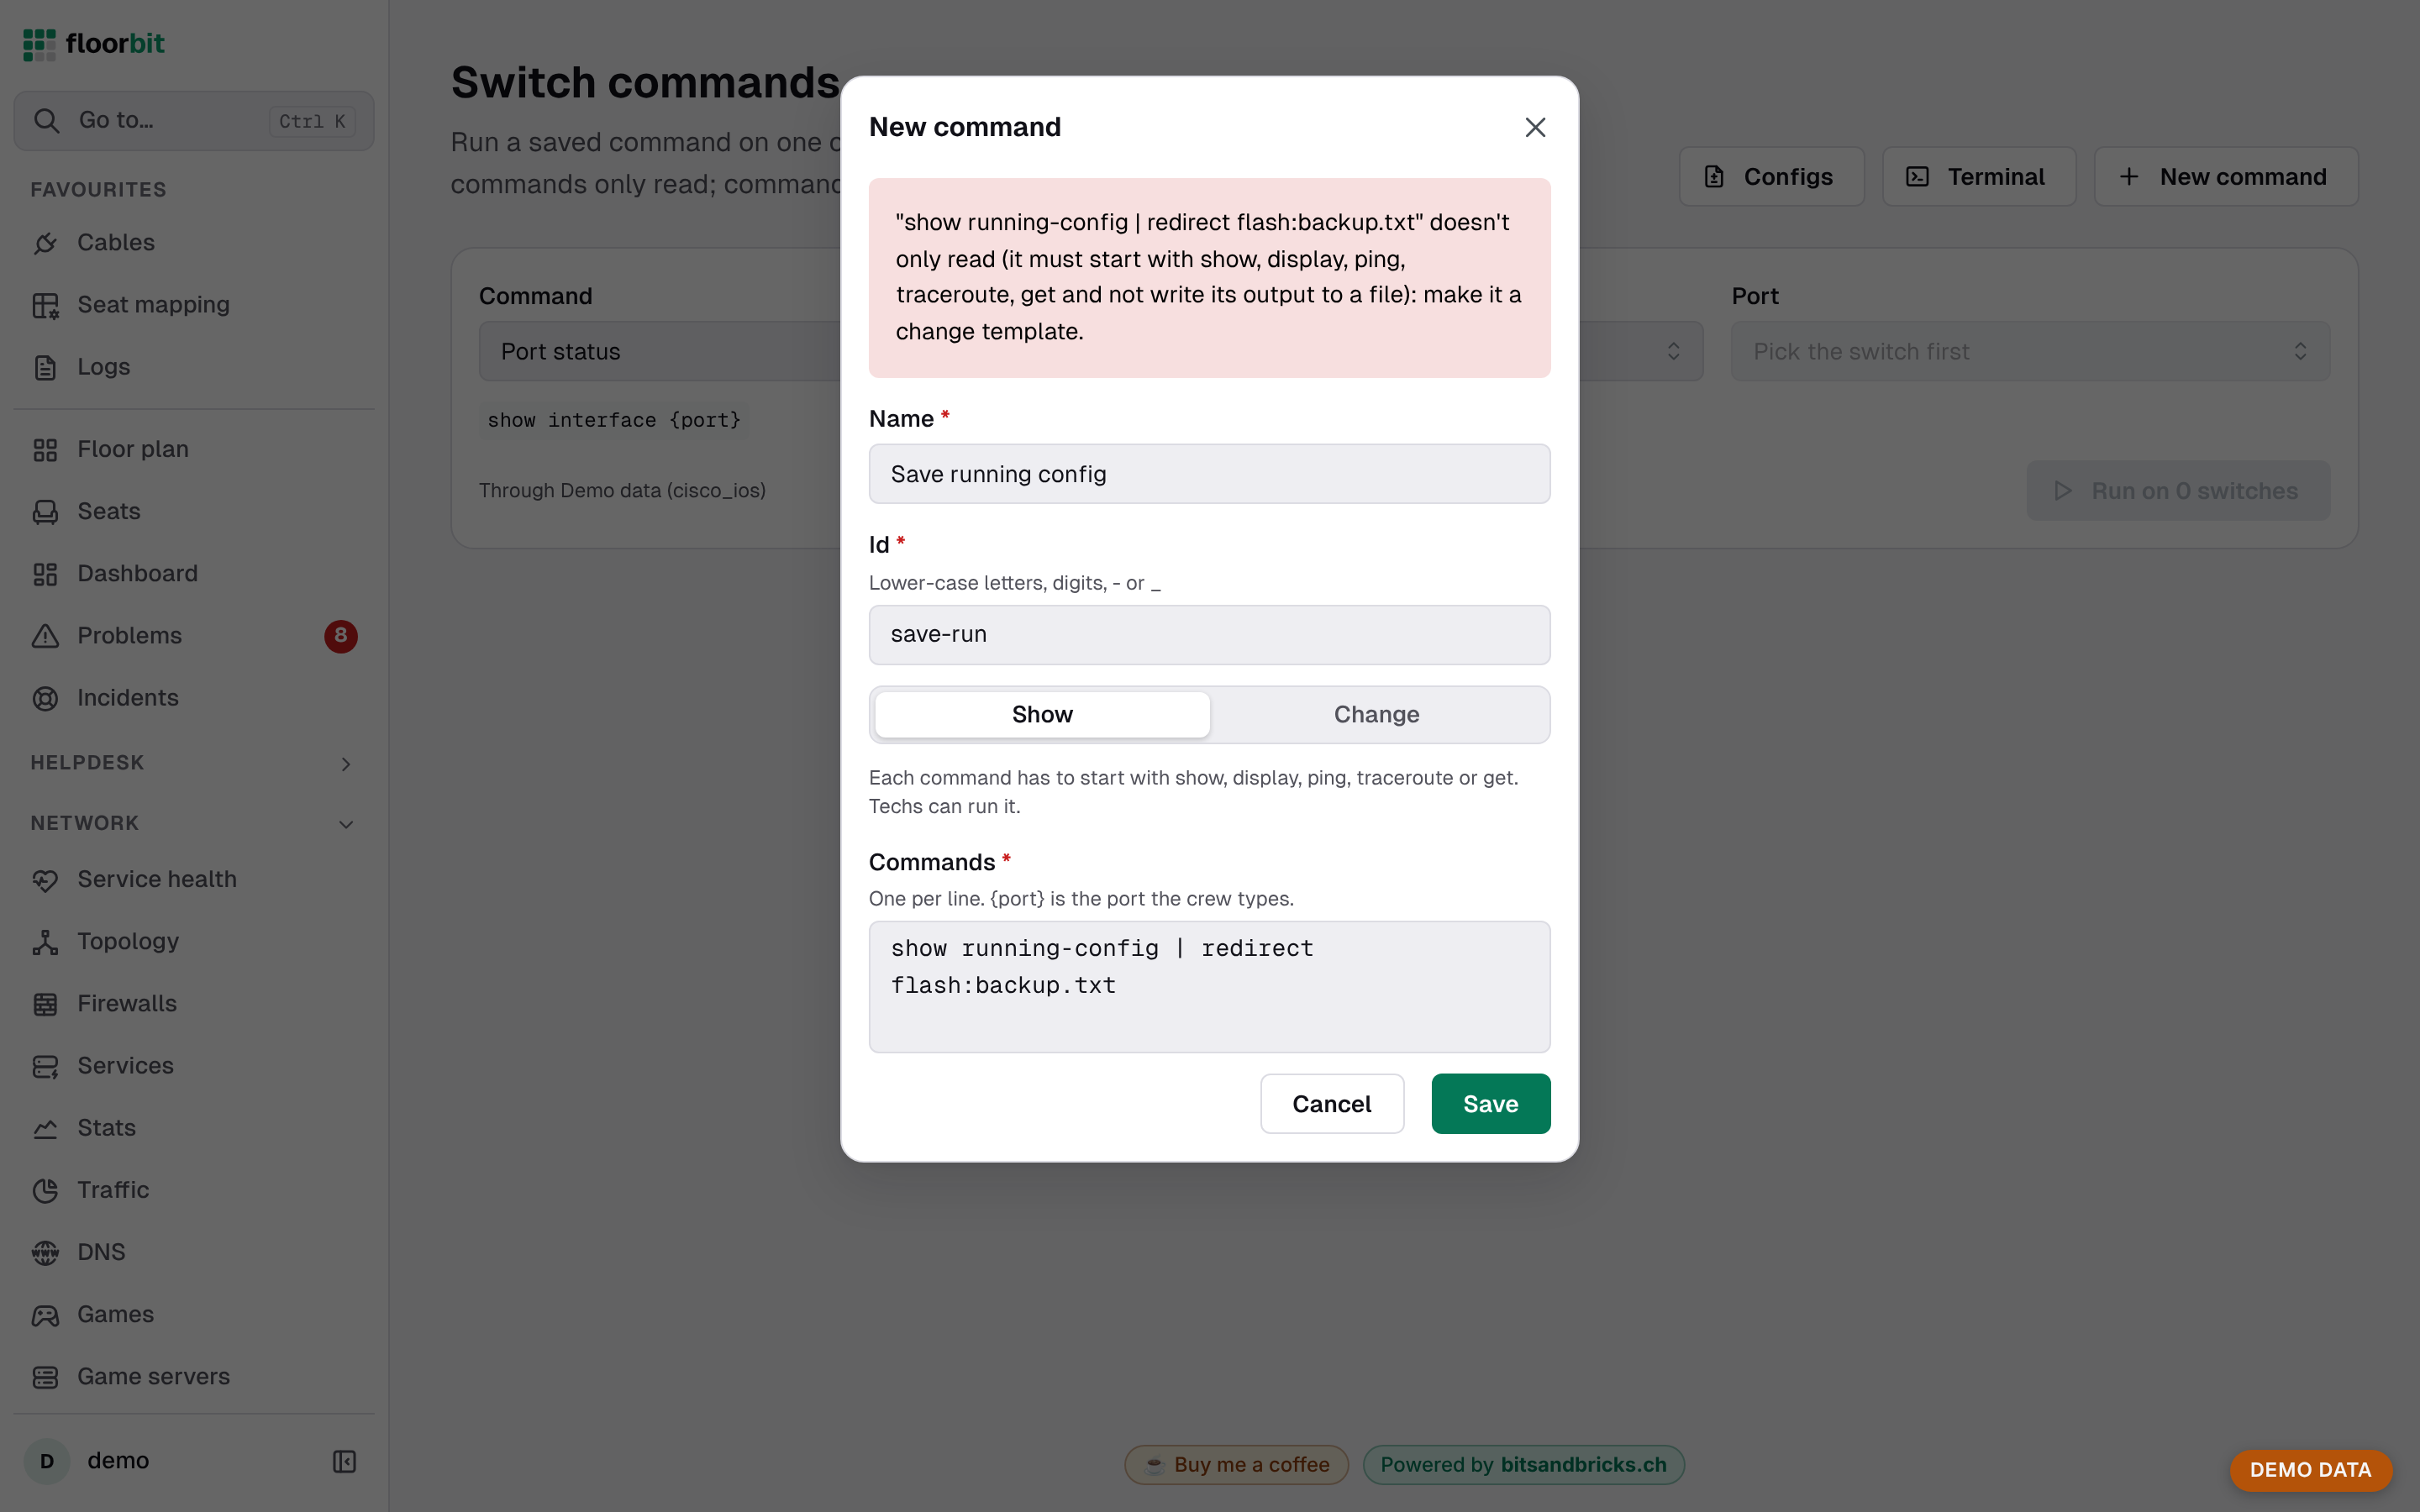 floorbit
Go to...
Ctrl K
FAVOURITES
Cables
Seat mapping
Logs
Floor plan
Seats
Dashboard
Problems
8
Incidents
HELPDESK
NETWORK
Service health
Topology
Firewalls
Services
Stats
Traffic
DNS
Games
Game servers
D
demo
Switch commands
Run a saved command on one
commands only read;
Configs
Terminal
New command
Command
Port status
show interface {port}
Through Demo data (cisco_ios)
Port
Pick the switch first
Run on 0 switches
New command
"show running-config | redirect flash:backup.txt" doesn't
only read (it must start with show, display, ping,
traceroute, get and not write its output to a file): make it a
change template.
Name *
Save running config
Id *
Lower-case letters, digits, - or _
save-run
Show
Change
Each command has to start with show, display, ping, traceroute or get.
Techs can run it.
Commands *
One per line. {port} is the port the crew types.
show running-config | redirect
flash:backup.txt
Cancel
Save
Buy me a coffee
Powered by bitsandbricks.ch
DEMO DATA